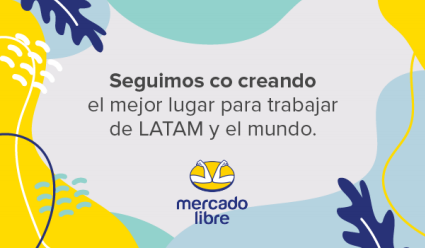 Seguimos co creando
el mejor lugar para trabajar
de LATAM y el mundo.
mercado
libre